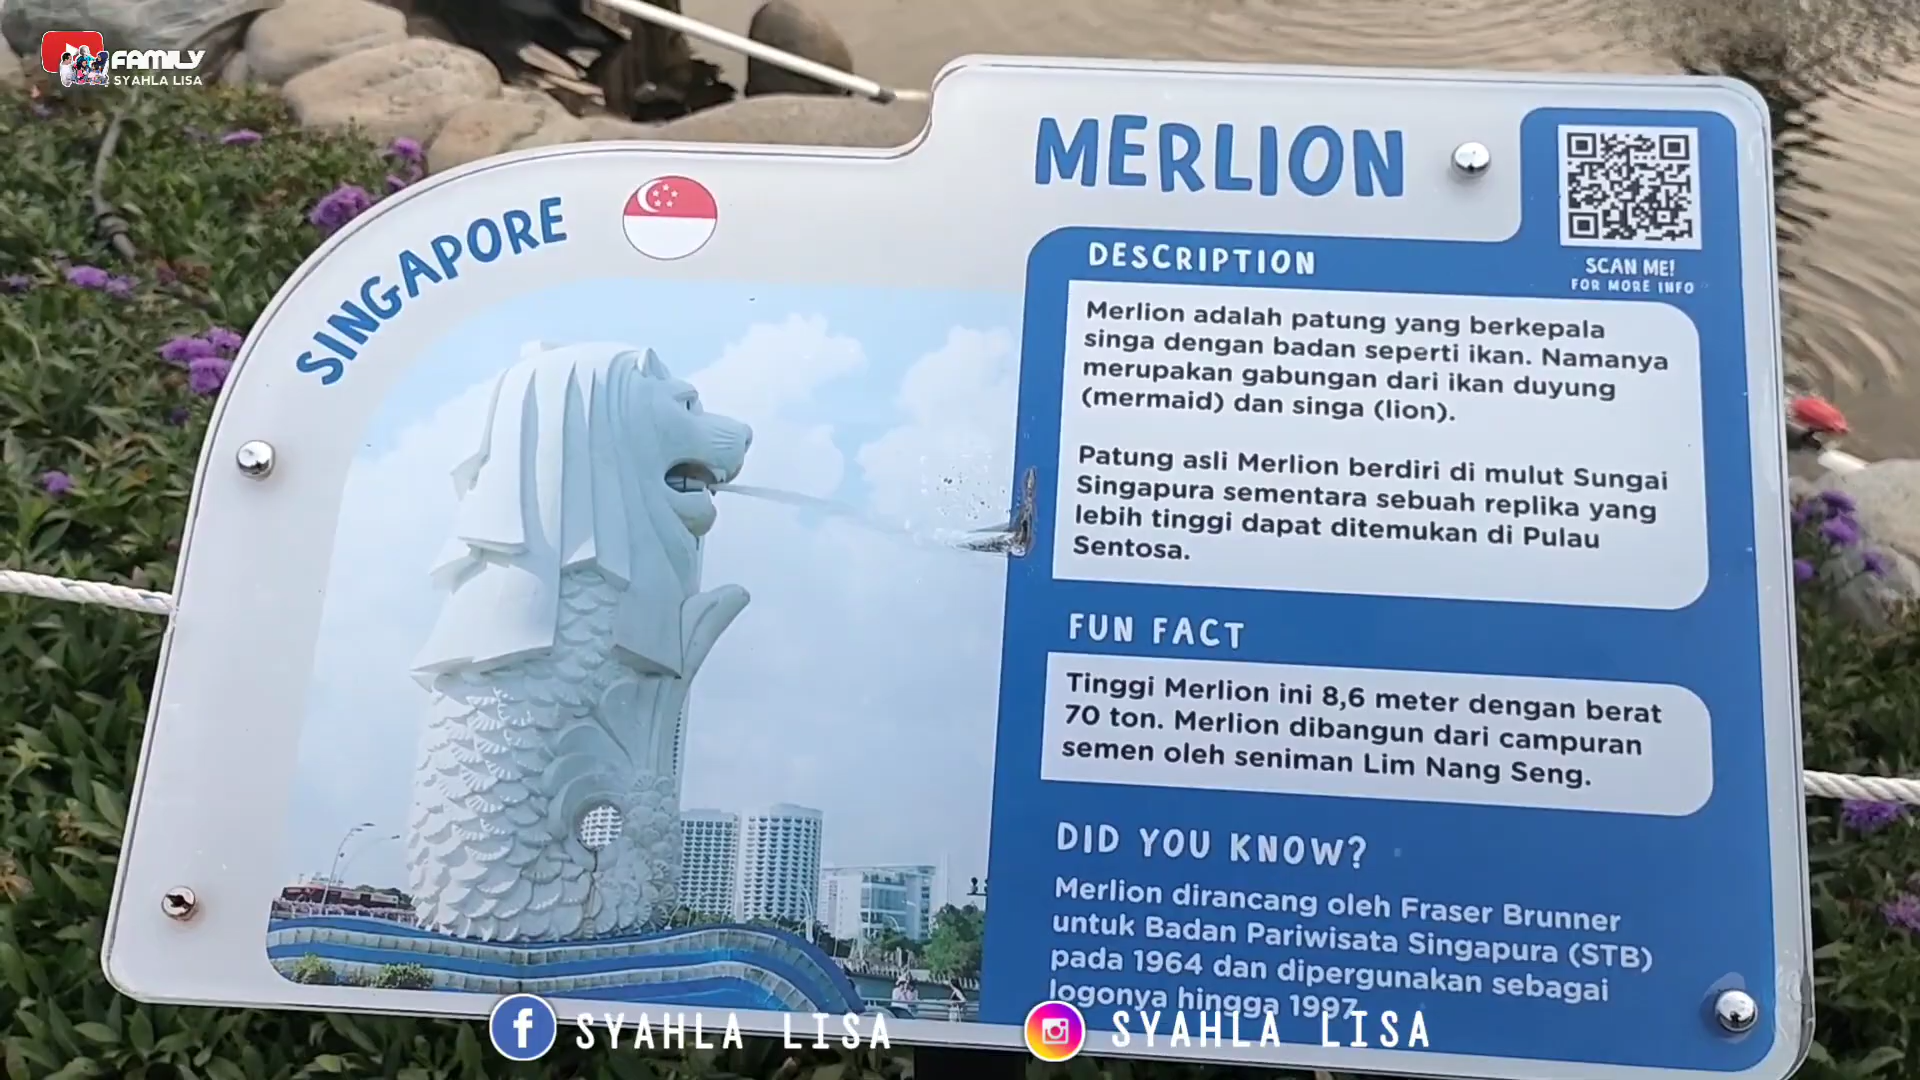 FAMILY
SYAHLA LISA
SINGAPORE
MERLION
SCAN ME!
FOR MORE INFO
DESCRIPTION
Merlion adalah patung yang berkepala
singa dengan badan seperti ikan. Namanya
merupakan gabungan dari ikan duyung
(mermaid) dan singa (lion).
Patung asli Merlion berdiri di mulut Sungai
Singapura sementara sebuah replika yang
lebih tinggi dapat ditemukan di Pulau
Sentosa.
FUN FACT
Tinggi Merlion ini 8,6 meter dengan berat
70 ton. Merlion dibangun dari campuran
semen oleh seniman Lim Nang Seng.
DID YOU KNOW?
Merlion dirancang oleh Fraser Brunner
untuk Badan Pariwisata Singapura (STB)
pada 1964 dan dipergunakan sebagai
logonya hingga 1997.
SYAHLA LISA
SYAHLA LISA